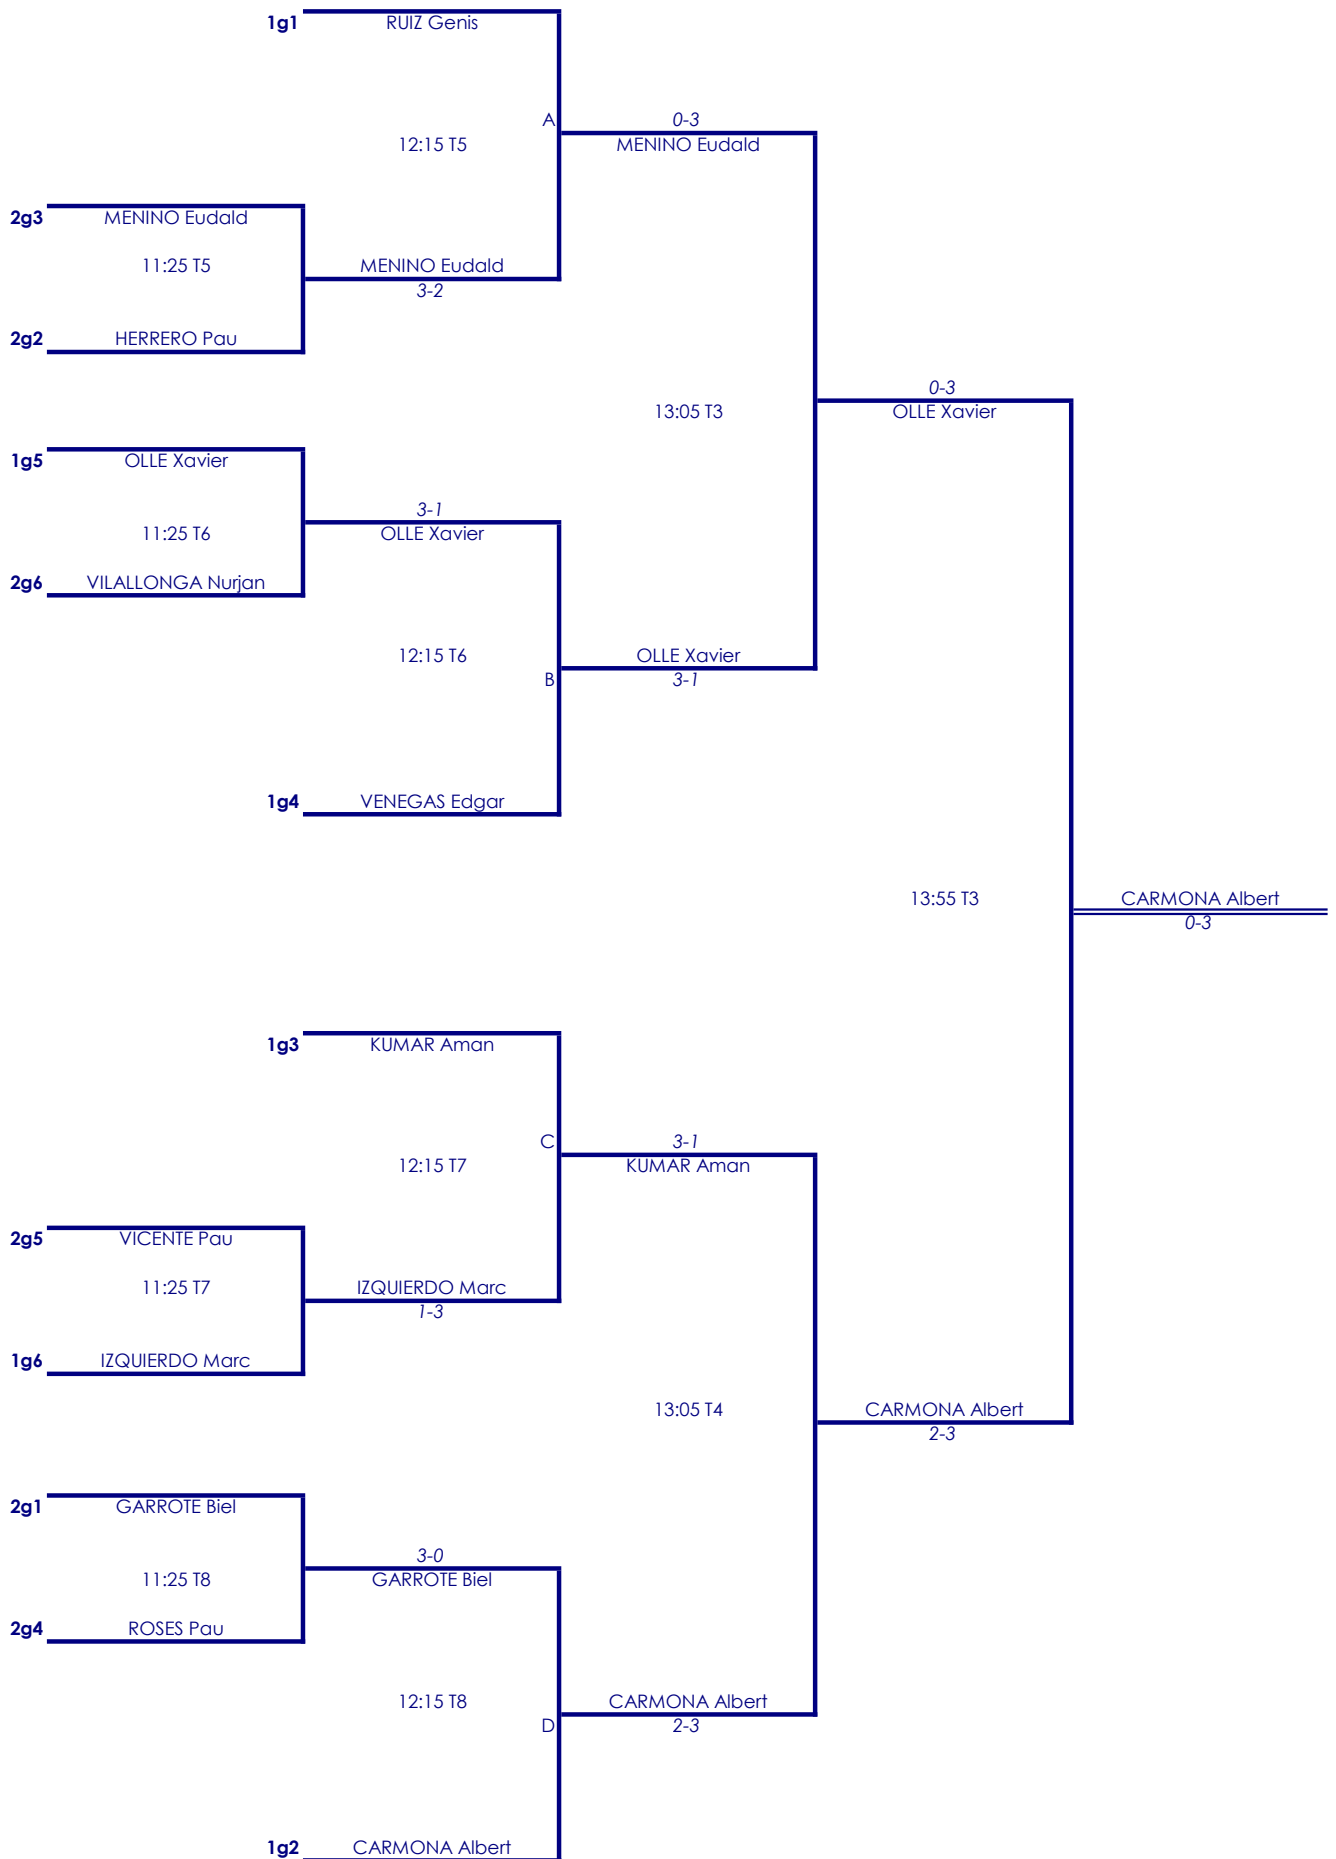 1g1 RUIZ Genis
A 0-3
12:15 T5 MENINO Eudald
2g3 MENINO Eudald
11:25 T5 MENINO Eudald
3-2
2g2 HERRERO Pau
0-3
13:05 T3 OLLE Xavier
1g5 OLLE Xavier
3-1
11:25 T6 OLLE Xavier
2g6 VILALLONGA Nurjan
12:15 T6 OLLE Xavier
B 3-1
1g4 VENEGAS Edgar
13:55 T3 CARMONA Albert
0-3
1g3 KUMAR Aman
C 3-1
12:15 T7 KUMAR Aman
2g5 VICENTE Pau
11:25 T7 IZQUIERDO Marc
1-3
1g6 IZQUIERDO Marc
13:05 T4 CARMONA Albert
2-3
2g1 GARROTE Biel
3-0
11:25 T8 GARROTE Biel
2g4 ROSES Pau
12:15 T8 CARMONA Albert
D 2-3
1g2 CARMONA Albert